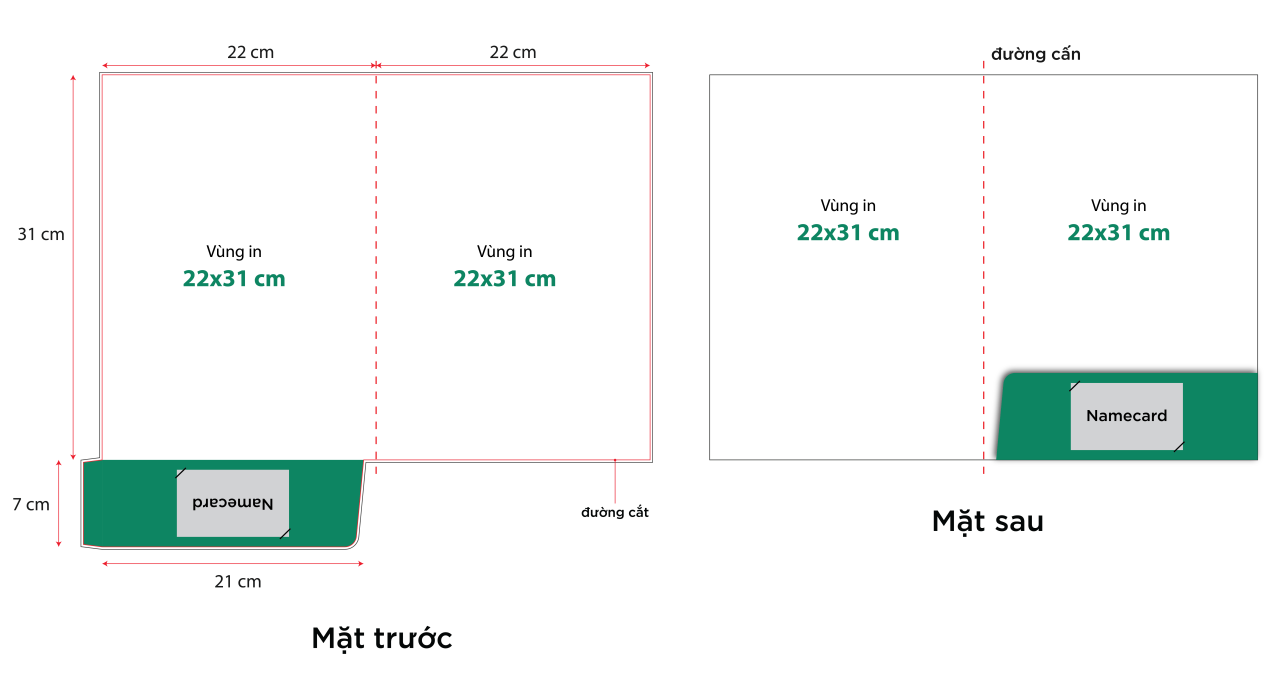 22 cm
22 cm
31 cm
Vùng in
22x31 cm
Vùng in
22x31 cm
7 cm
Namecard
21 cm
đường cắt
Mặt trước
đường cấn
Vùng in
22x31 cm
Vùng in
22x31 cm
Namecard
Mặt sau